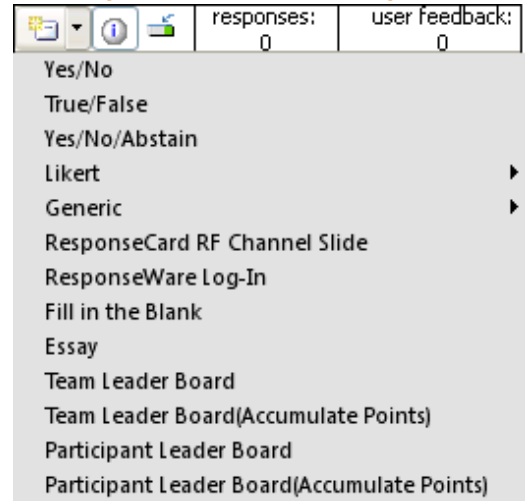 responses: user feedback:
0 0
Yes/No
True/False
Yes/No/Abstain
Likert
Generic
ResponseCard RF Channel Slide
ResponseWare Log-In
Fill in the Blank
Essay
Team Leader Board
Team Leader Board(Accumulate Points)
Participant Leader Board
Participant Leader Board(Accumulate Points)